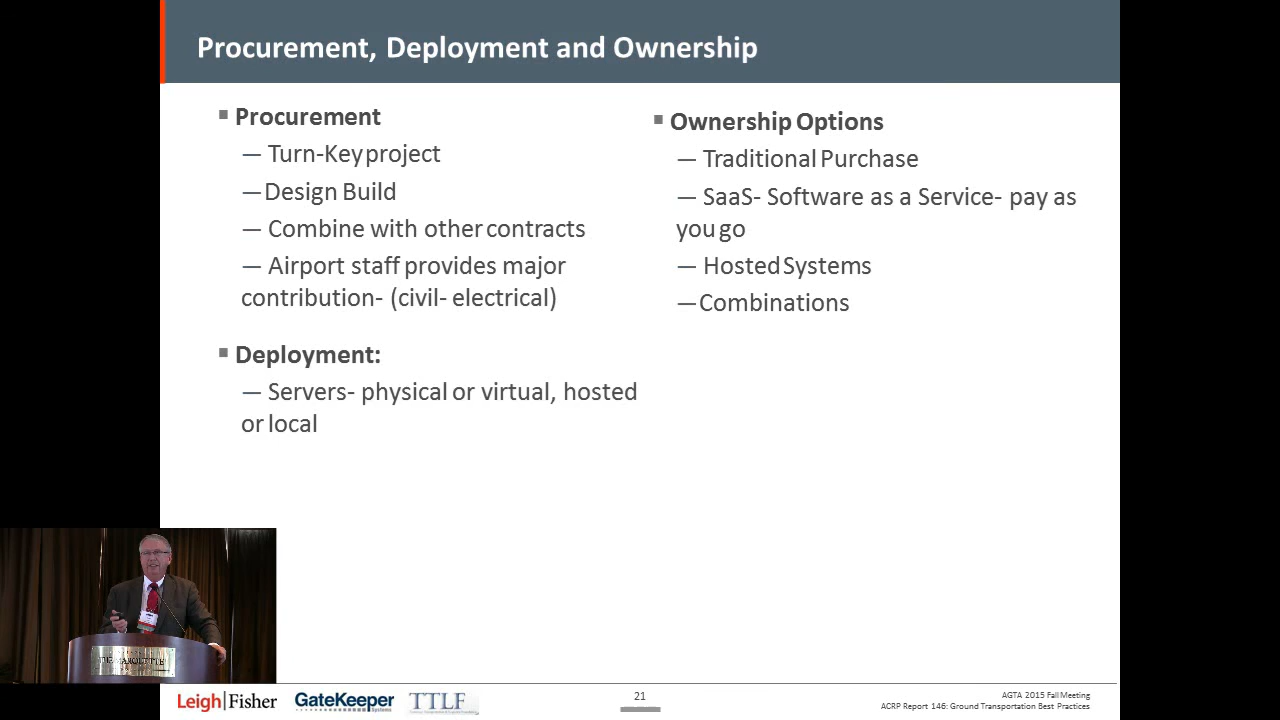 Procurement, Deployment and Ownership
Procurement
— Turn-Key project
— Design Build
— Combine with other contracts
— Airport staff provides major
contribution- (civil- electrical)
Deployment:
— Servers- physical or virtual, hosted
or local
Ownership Options
— Traditional Purchase
— SaaS- Software as a Service- pay as
you go
— Hosted Systems
— Combinations
Leigh|Fisher
GateKeeper
Systems
TTLF
21
AGTA 2015 Fall Meeting
ACRP Report 146: Ground Transportation Best Practices